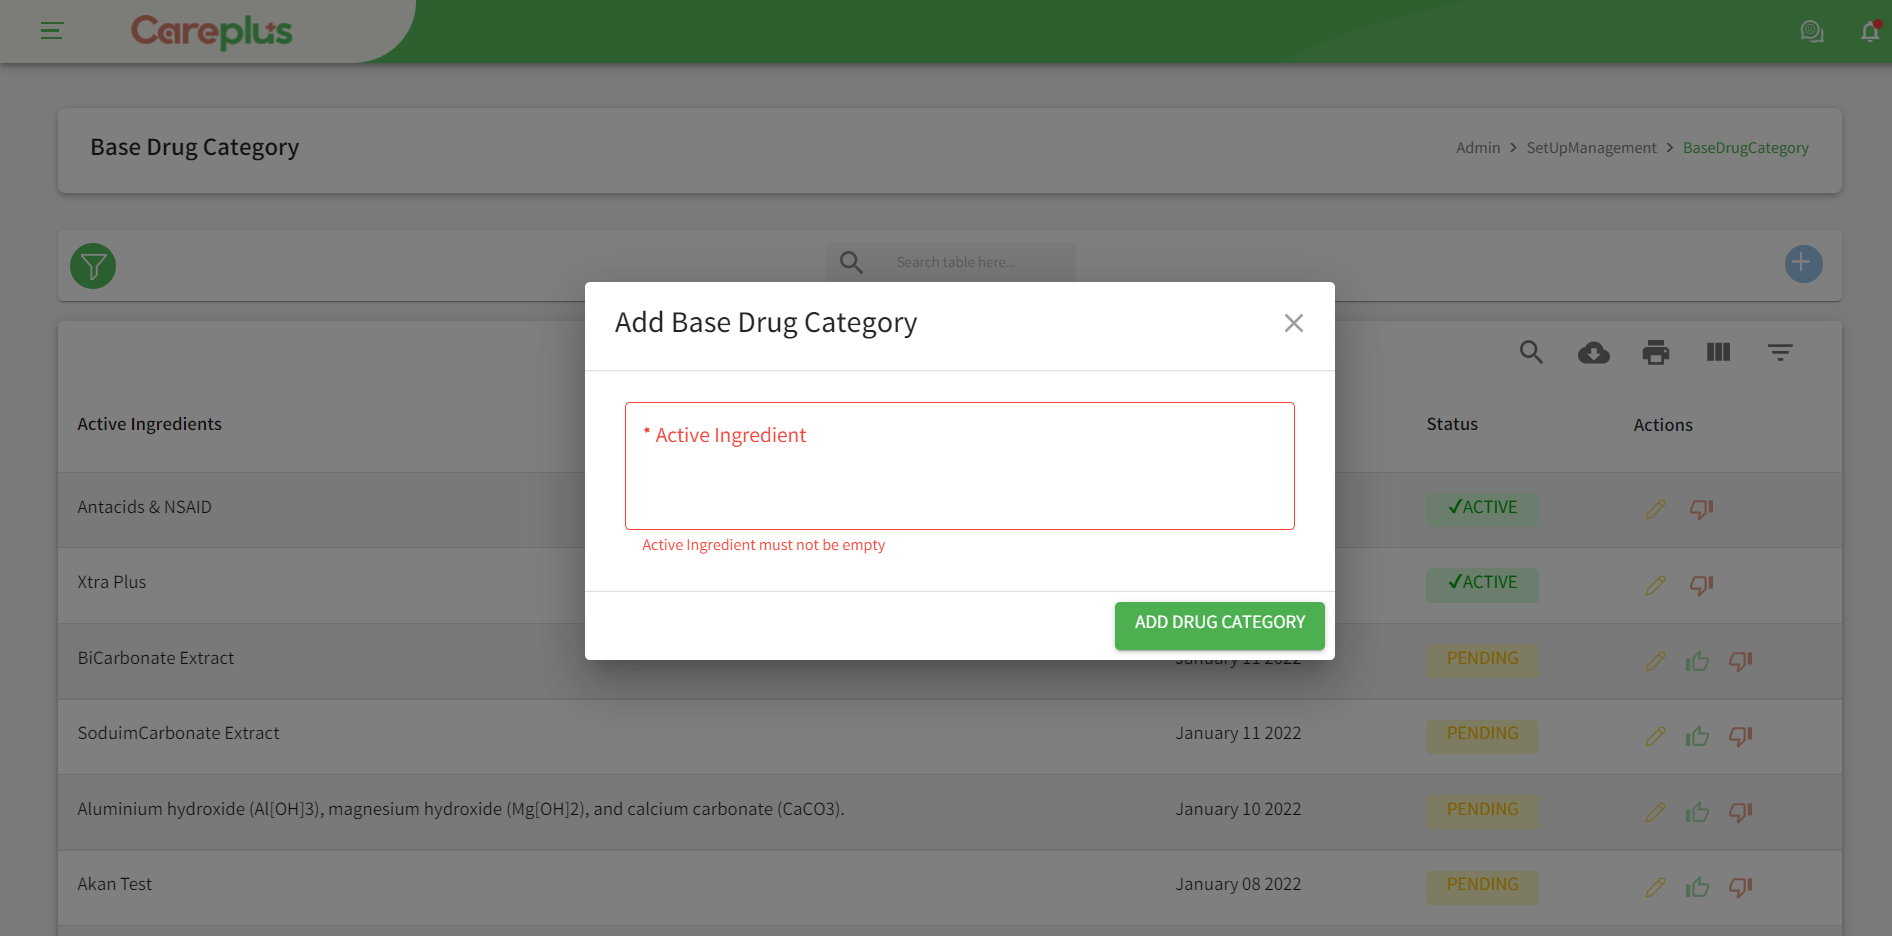 Careplus
Base Drug Category
Admin > SetUpManagement > BaseDrugCategory
Search table here..
Add Base Drug Category
* Active Ingredient
Active Ingredient must not be empty
ADD DRUG CATEGORY
Active Ingredients Status Actions
Antacids & NSAID ✓ACTIVE
Xtra Plus ✓ACTIVE
BiCarbonate Extract January 11 2022 PENDING
SoduimCarbonate Extract January 11 2022 PENDING
Aluminium hydroxide (Al[OH]3), magnesium hydroxide (Mg[OH]2), and calcium carbonate (CaCO3). January 10 2022 PENDING
Akan Test January 08 2022 PENDING